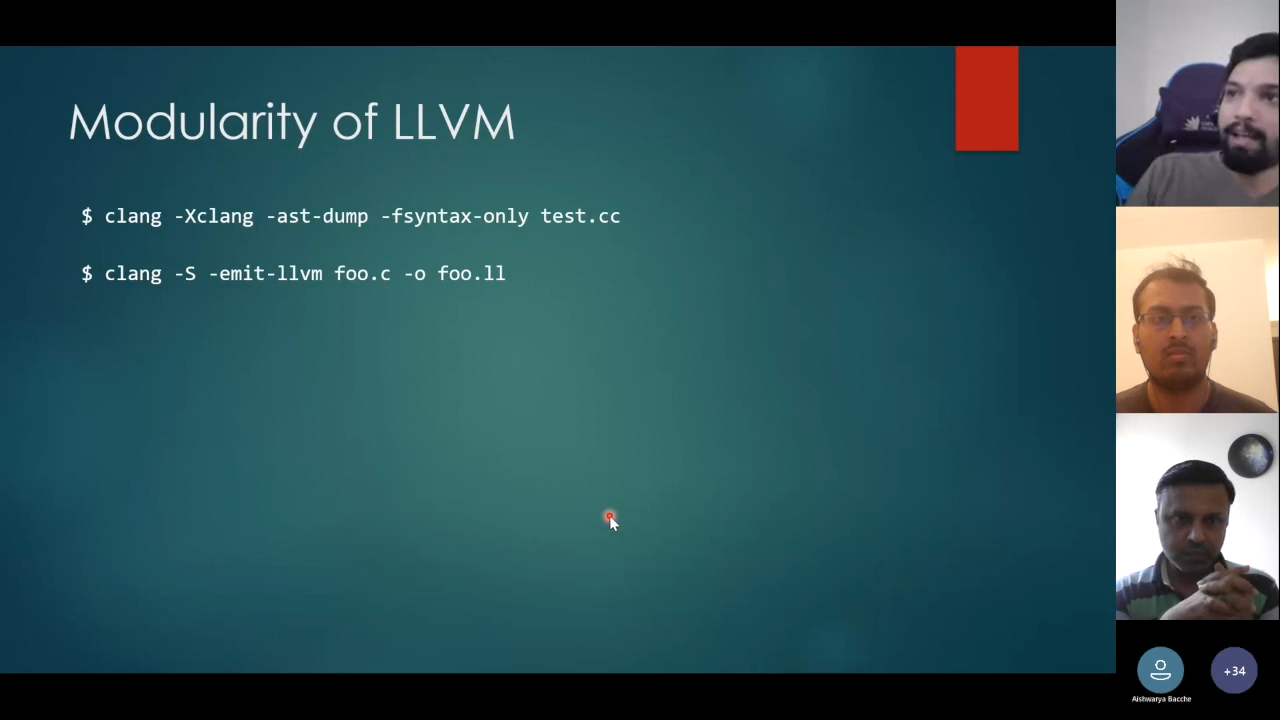 Modularity of LLVM
$ clang -Xclang -ast-dump -fsyntax-only test.cc
$ clang -S -emit-llvm foo.c -o foo.ll
Aishwarya Bacche
+34